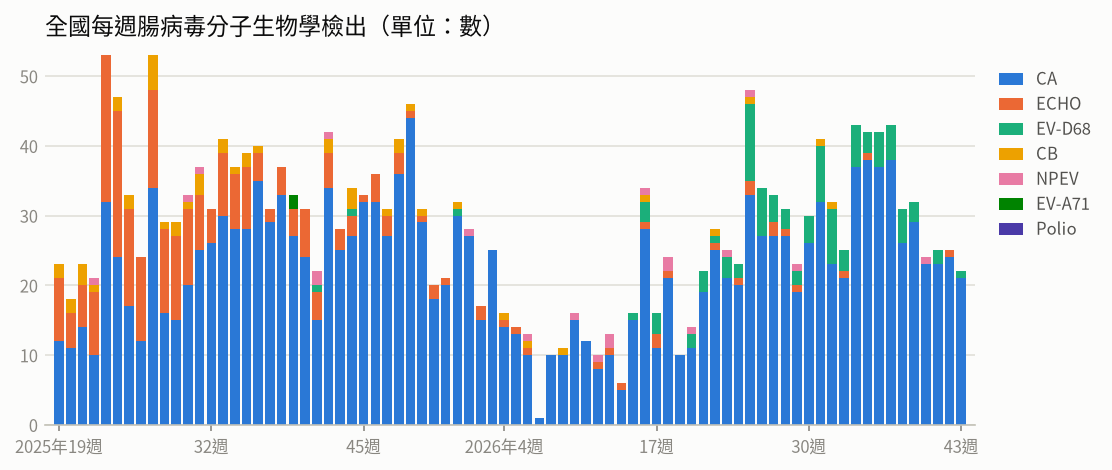 全國每週腸病毒分子生物學檢出（單位：數）
50
40
30
20
10
0
2025年19週 32週 45週 2026年4週 17週 30週 43週
CA
ECHO
EV-D68
CB
NPEV
EV-A71
Polio